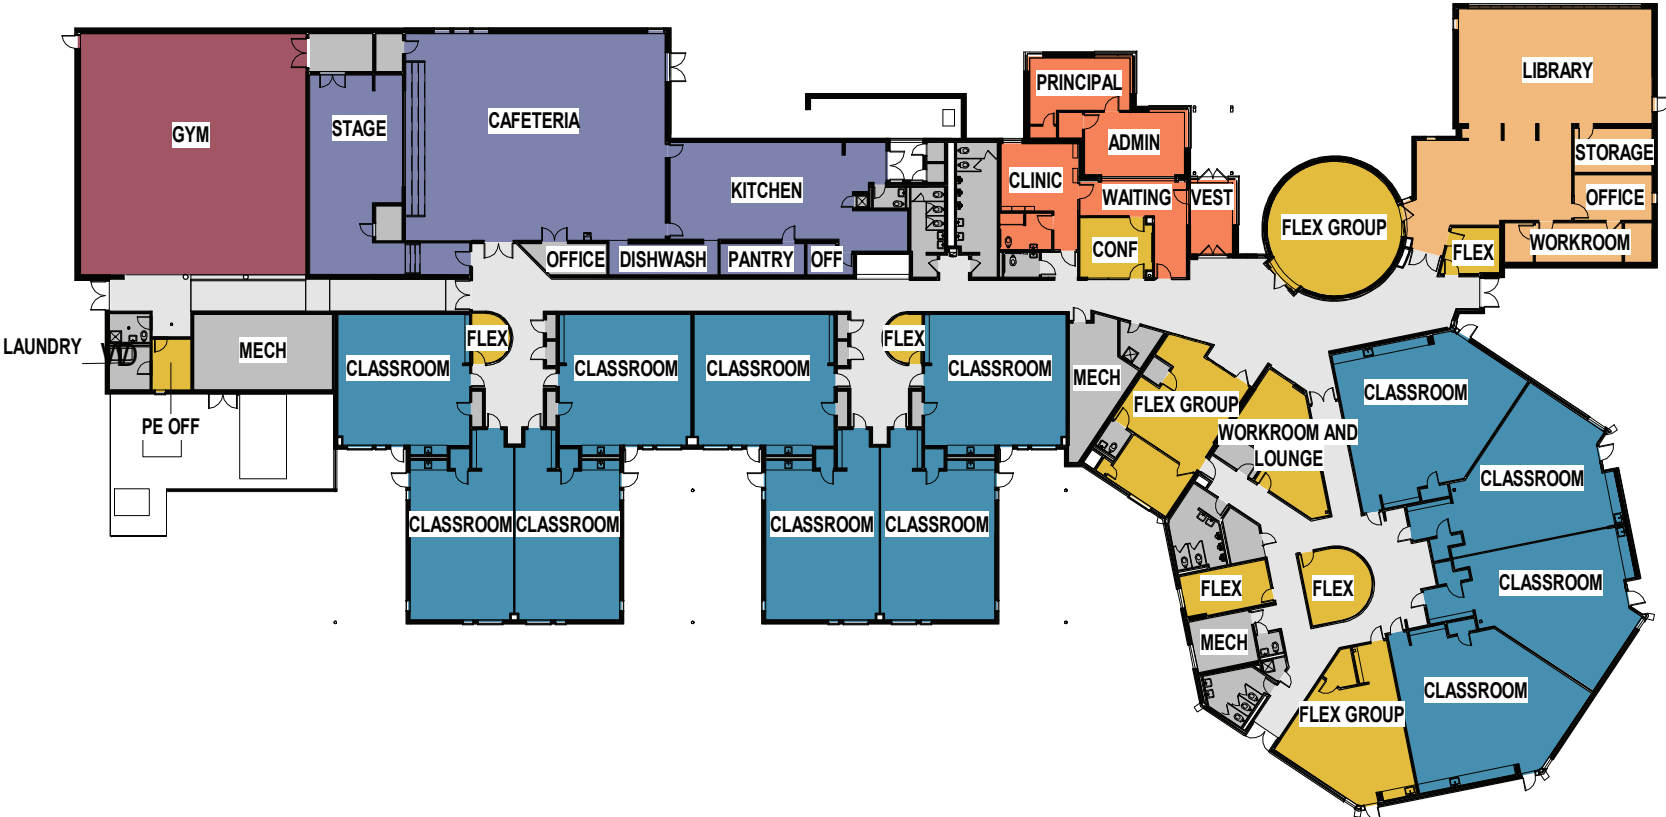 LIBRARY
PRINCIPAL
GYM
STAGE
CAFETERIA
ADMIN
STORAGE
CLINIC
KITCHEN
WAITING
VEST
OFFICE
FLEX GROUP
CONF
WORKROOM
FLEX
OFFICE
DISHWASH
PANTRY
OFF
LAUNDRY
W/D
MECH
FLEX
FLEX
CLASSROOM
CLASSROOM
CLASSROOM
CLASSROOM
MECH
CLASSROOM
FLEX GROUP
PE OFF
WORKROOM AND
LOUNGE
CLASSROOM
CLASSROOM
CLASSROOM
CLASSROOM
CLASSROOM
FLEX
FLEX
CLASSROOM
MECH
CLASSROOM
FLEX GROUP